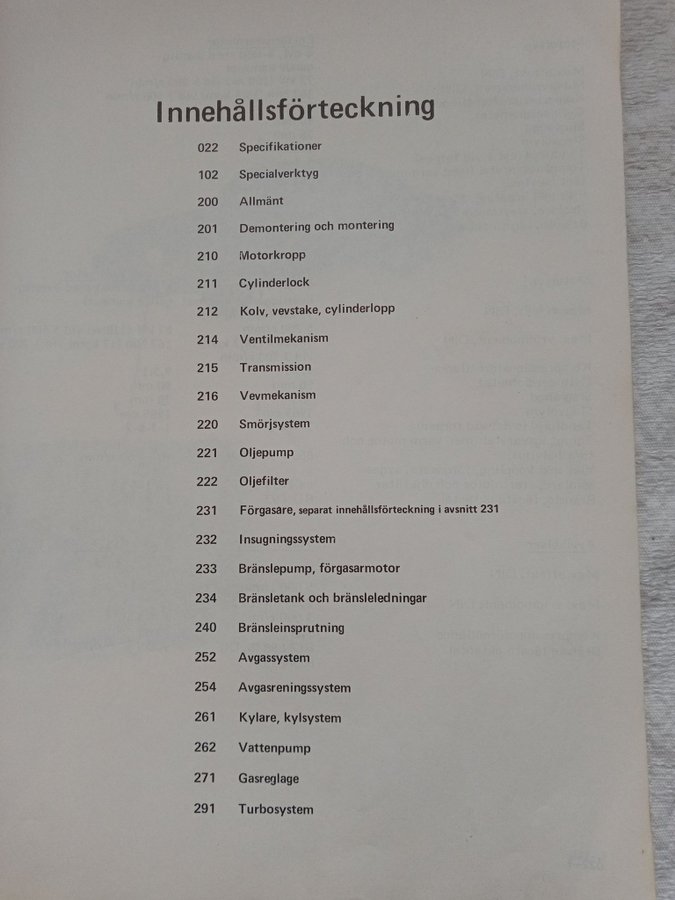 Innehållsförteckning
022 Specifikationer
102 Specialverktyg
200 Allmänt
201 Demontering och montering
210 Motorkropp
211 Cylinderlock
212 Kolv, vevstake, cylinderlopp
214 Ventilmekanism
215 Transmission
216 Vevmekanism
220 Smörjsystem
221 Oljepump
222 Oljefilter
231 Förgasare, separat innehållsförteckning i avsnitt 231
232 Insugningssystem
233 Bränslepump, förgasarmotor
234 Bränsletank och bränsleledningar
240 Bränsleinsprutning
252 Avgassystem
254 Avgasreningssystem
261 Kylare, kylsystem
262 Vattenpump
271 Gasreglage
291 Turbosystem